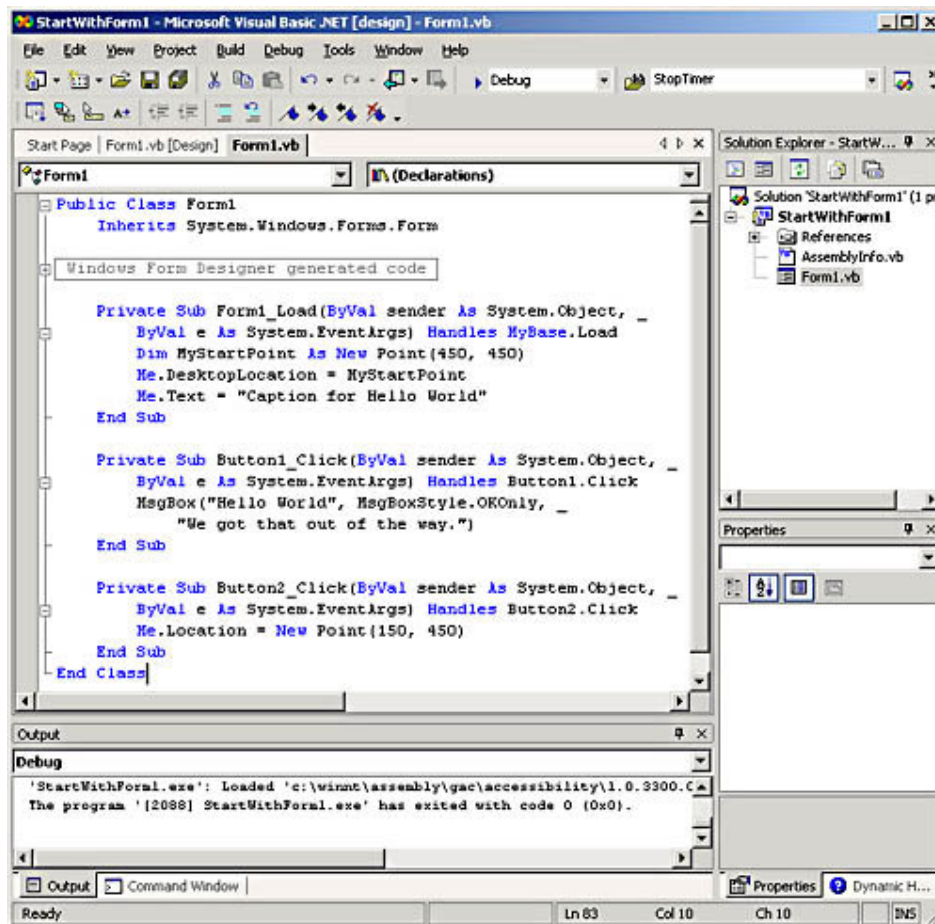 StartWithForm1 - Microsoft Visual Basic .NET [design] - Form1.vb
File Edit View Project Build Debug Tools Window Help
Debug StopTimer
Start Page Form1.vb [Design] Form1.vb
Form1 (Declarations)
Public Class Form1
Inherits System.Windows.Forms.Form
Windows Form Designer generated code
Private Sub Form1_Load(ByVal sender As System.Object, _
ByVal e As System.EventArgs) Handles MyBase.Load
Dim MyStartPoint As New Point(450, 450)
Me.DesktopLocation = MyStartPoint
Me.Text = "Caption for Hello World"
End Sub
Private Sub Button1_Click(ByVal sender As System.Object, _
ByVal e As System.EventArgs) Handles Button1.Click
MsgBox("Hello World", MsgBoxStyle.OKOnly, _
"We got that out of the way.")
End Sub
Private Sub Button2_Click(ByVal sender As System.Object, _
ByVal e As System.EventArgs) Handles Button2.Click
Me.Location = New Point(150, 450)
End Sub
End Class
Solution Explorer - StartW...
Solution 'StartWithForm1' (1 pr
StartWithForm1
References
AssemblyInfo.vb
Form1.vb
Properties
Output
Debug
'StartWithForm1.exe': Loaded 'c:\winnt\assembly\gac\accessibility\1.0.3300.0
The program '[2088] StartWithForm1.exe' has exited with code 0 (0x0).
Output Command Window
Properties Dynamic H...
Ready Ln 83 Col 10 Ch 10 INS